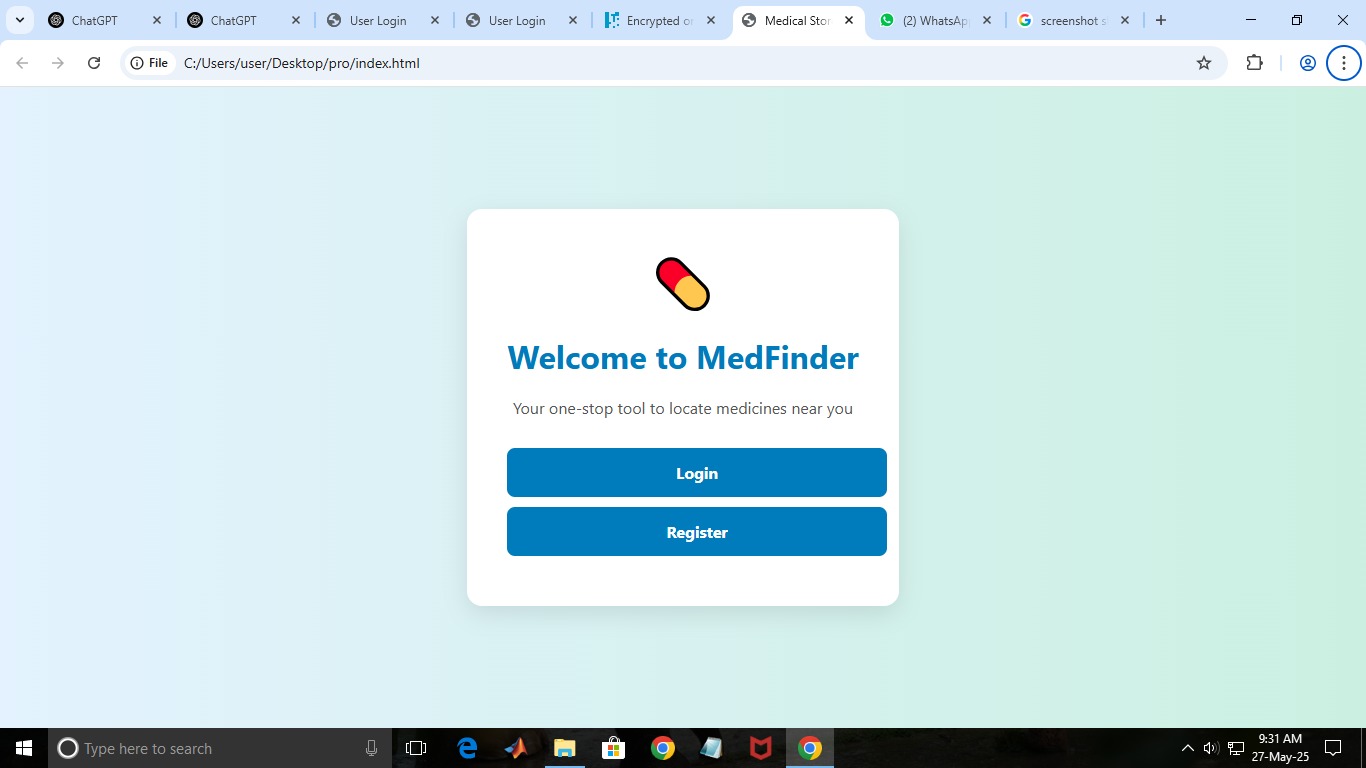 ChatGPT
ChatGPT
User Login
User Login
Encrypted or
Medical Stor
(2) WhatsAp
screenshot s
File C:/Users/user/Desktop/pro/index.html
Welcome to MedFinder
Your one-stop tool to locate medicines near you
Login
Register
Type here to search
9:31 AM
27-May-25